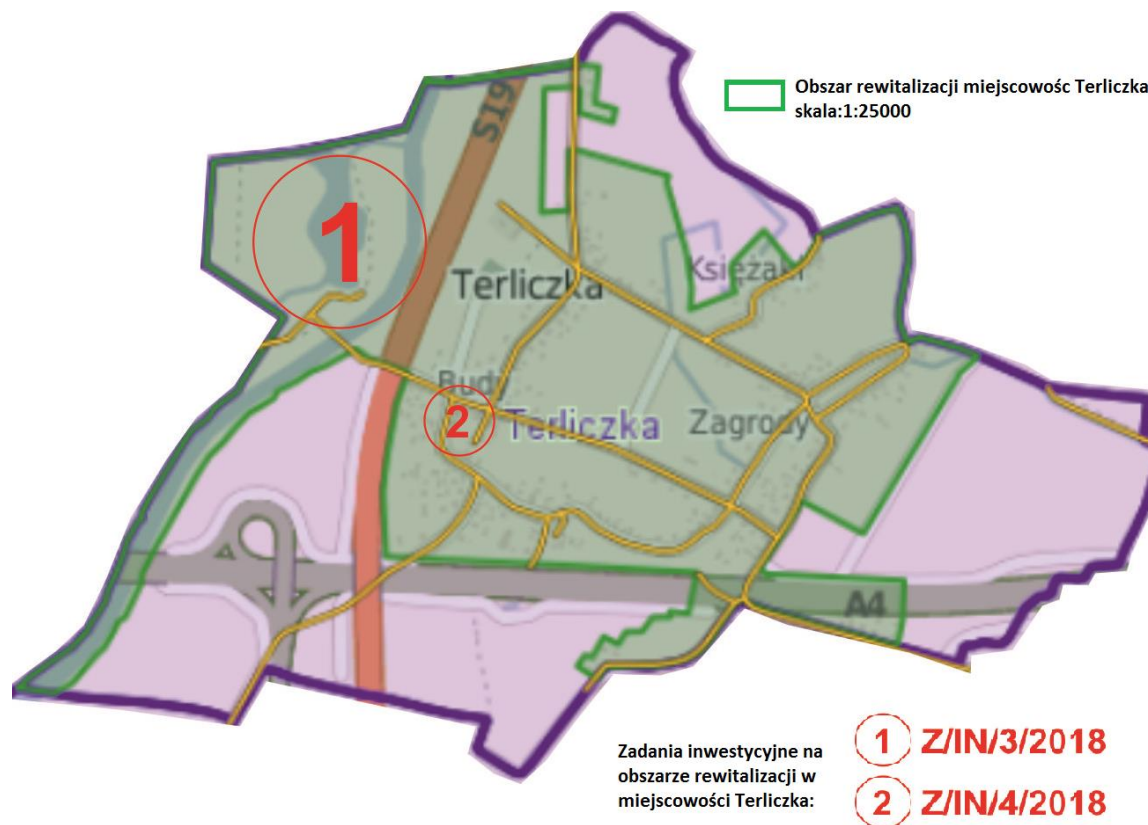 Obszar rewitalizacji miejscowośc Terliczka
skala:1:25000
S19
1
Księżaki
Terliczka
Budy
2
Terliczka
Zagrody
A4
Zadania inwestycyjne na
obszarze rewitalizacji w
miejscowości Terliczka:
1 Z/IN/3/2018
2 Z/IN/4/2018